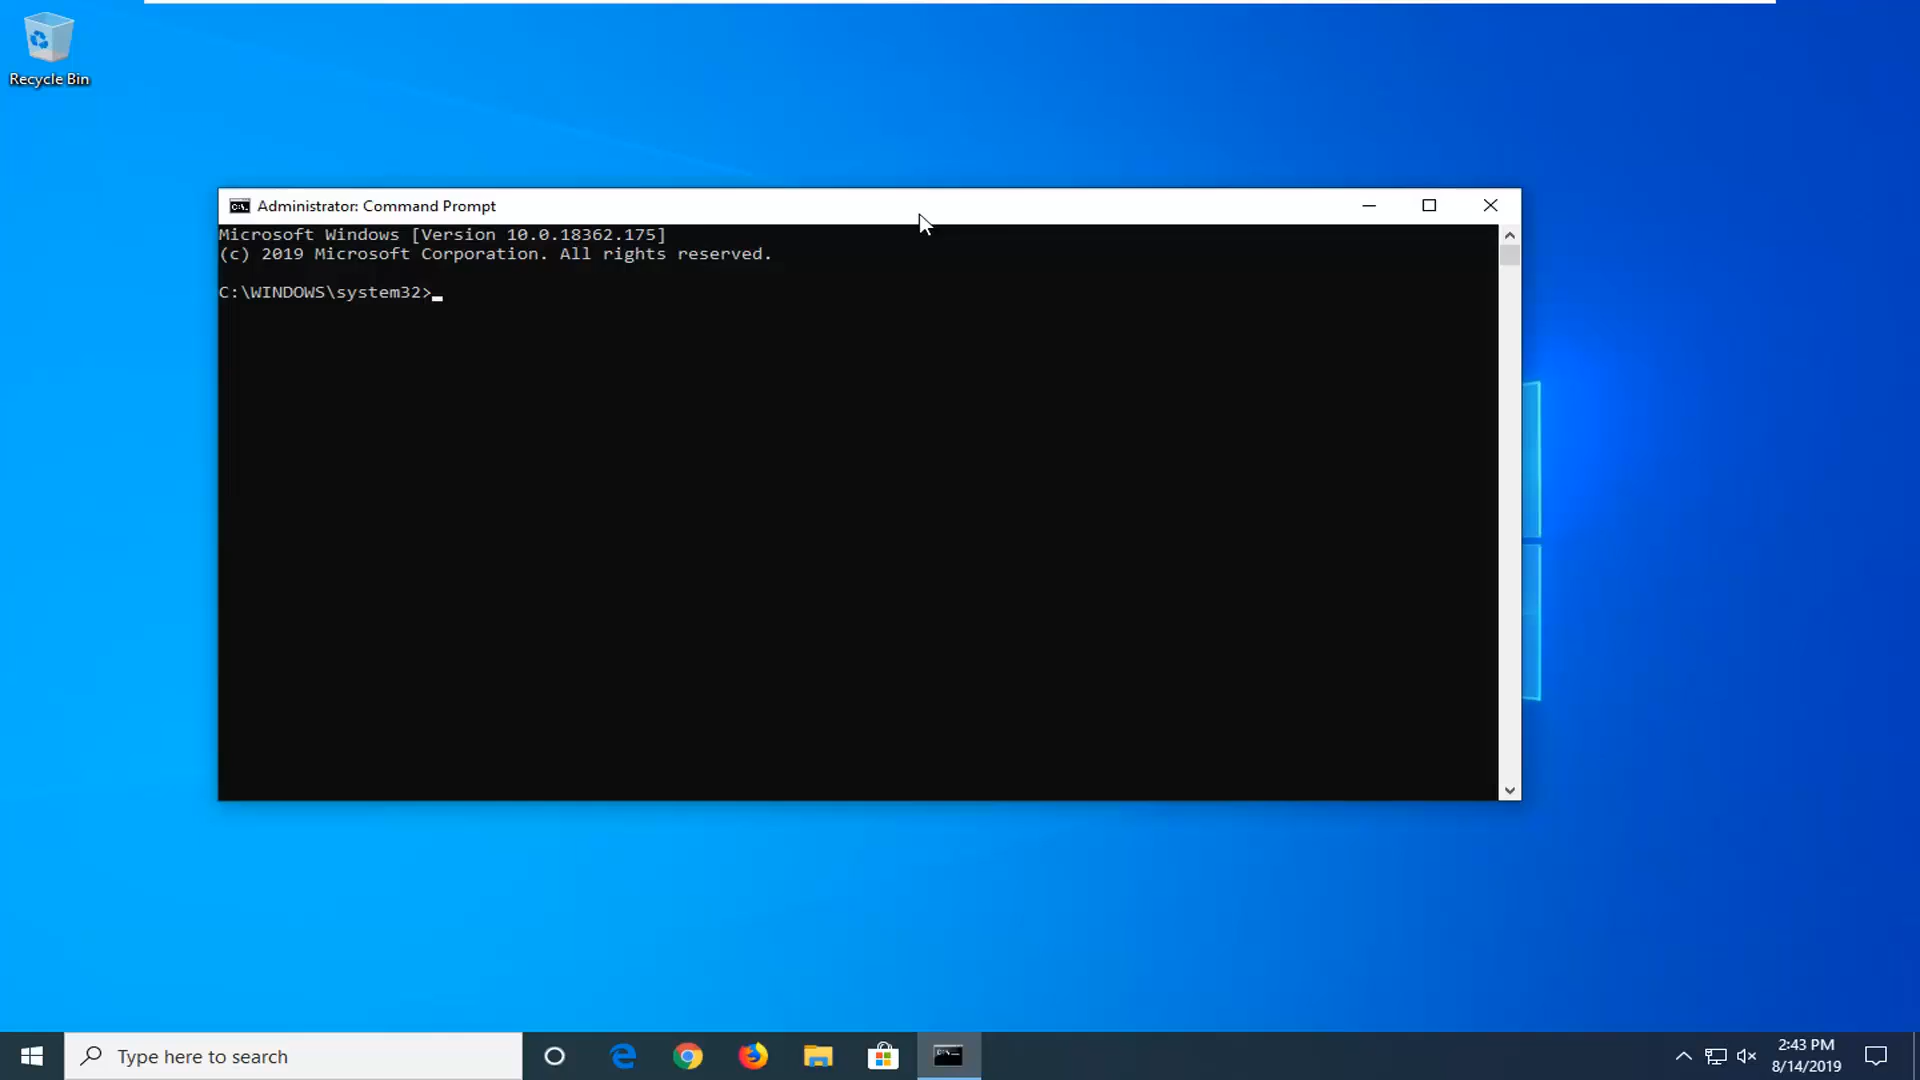 Recycle Bin
Administrator: Command Prompt
Microsoft Windows [Version 10.0.18362.175]
(c) 2019 Microsoft Corporation. All rights reserved.
C:\WINDOWS\system32>
Type here to search
2:43 PM
8/14/2019